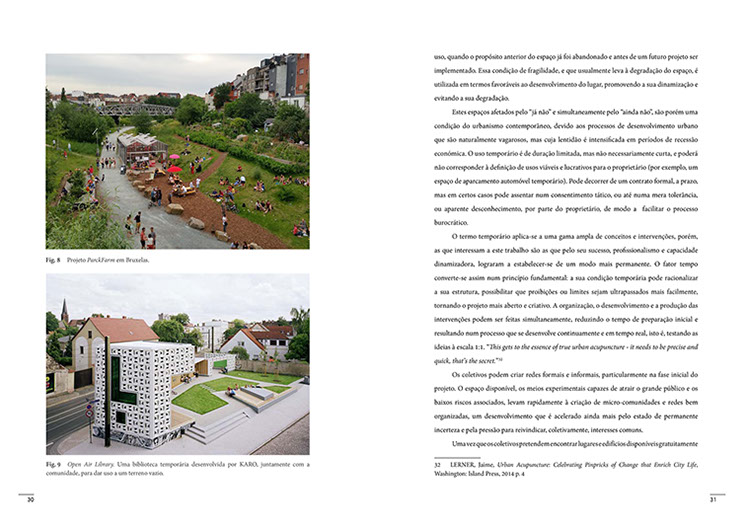 Fig. 8 Projeto ParckFarm em Bruxelas.
Fig. 9 Open Air Library. Uma biblioteca temporária desenvolvida por KARO, juntamente com a
comunidade, para dar uso a um terreno vazio.
30
uso, quando o propósito anterior do espaço já foi abandonado e antes de um futuro projeto ser
implementado. Essa condição de fragilidade, e que usualmente leva à degradação do espaço, é
utilizada em termos favoráveis ao desenvolvimento do lugar, promovendo a sua dinamização e
evitando a sua degradação.
Estes espaços afetados pelo “já não” e simultaneamente pelo “ainda não”, são porém uma
condição do urbanismo contemporâneo, devido aos processos de desenvolvimento urbano
que são naturalmente vagarosos, mas cuja lentidão é intensificada em períodos de recessão
económica. O uso temporário é de duração limitada, mas não necessariamente curta, e poderá
não corresponder à definição de usos viáveis e lucrativos para o proprietário (por exemplo, um
espaço de aparcamento automóvel temporário). Pode decorrer de um contrato formal, a prazo,
mas em certos casos pode assentar num consentimento tático, ou até numa mera tolerância,
ou aparente desconhecimento, por parte do proprietário, de modo a facilitar o processo
burocrático.
O termo temporário aplica-se a uma gama ampla de conceitos e intervenções, porém,
as que interessam a este trabalho são as que pelo seu sucesso, profissionalismo e capacidade
dinamizadora, lograram a estabelecer-se de um modo mais permanente. O fator tempo
converte-se assim num princípio fundamental: a sua condição temporária pode racionalizar
a sua estrutura, possibilitar que proibições ou limites sejam ultrapassados mais facilmente,
tornando o projeto mais aberto e criativo. A organização, o desenvolvimento e a produção das
intervenções podem ser feitas simultaneamente, reduzindo o tempo de preparação inicial e
resultando num processo que se desenvolve continuamente e em tempo real, isto é, testando as
ideias à escala 1:1. “This gets to the essence of true urban acupuncture - it needs to be precise and
quick, that’s the secret.”32
Os coletivos podem criar redes formais e informais, particularmente na fase inicial do
projeto. O espaço disponível, os meios experimentais capazes de atrair o grande público e os
baixos riscos associados, levam rapidamente à criação de micro-comunidades e redes bem
organizadas, um desenvolvimento que é acelerado ainda mais pelo estado de permanente
incerteza e pela pressão para reivindicar, coletivamente, interesses comuns.
Uma vez que os coletivos pretendem encontrar lugares e edifícios disponíveis gratuitamente
32 LERNER, Jaime, Urban Acupuncture: Celebrating Pinpricks of Change that Enrich City Life,
Washington: Island Press, 2014 p. 4
31